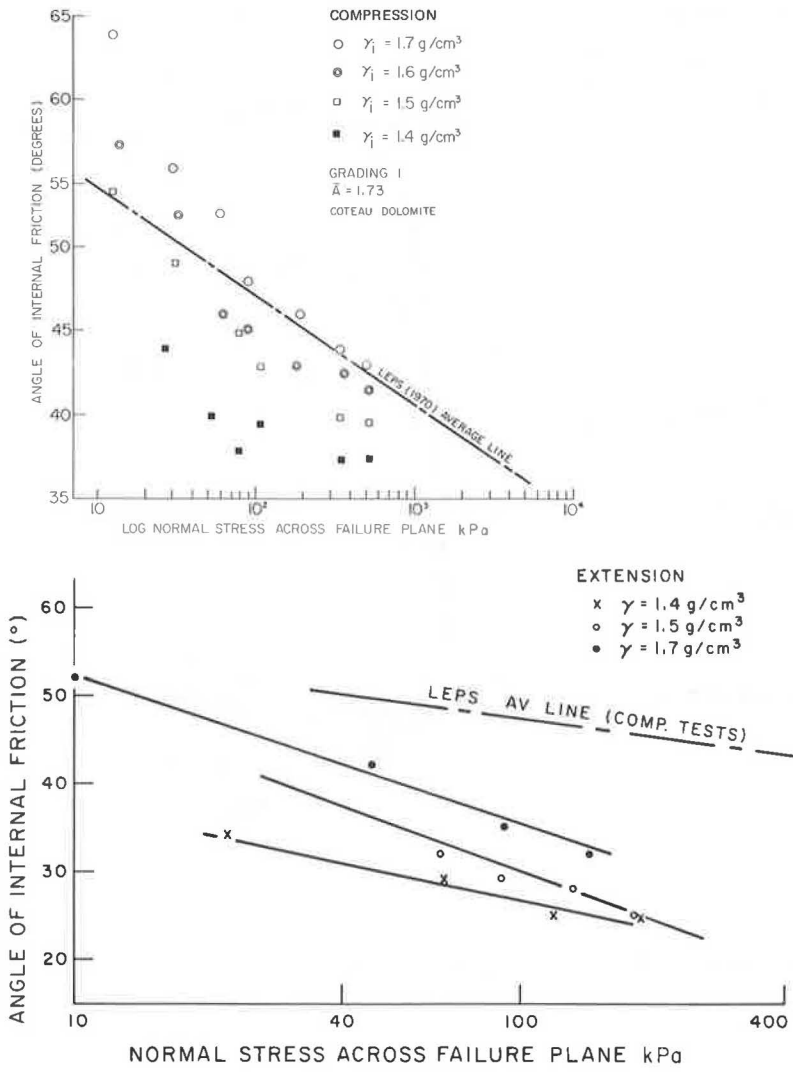 COMPRESSION
γi = 1.7 g/cm³
γi = 1.6 g/cm³
γi = 1.5 g/cm³
γi = 1.4 g/cm³
GRADING I
Ā = 1.73
COTEAU DOLOMITE
ANGLE OF INTERNAL FRICTION (DEGREES)
65
60
55
50
45
40
35
LEPS (1970) AVERAGE LINE
10
10²
10³
10⁴
LOG NORMAL STRESS ACROSS FAILURE PLANE kPa
EXTENSION
x γ = 1.4 g/cm³
o γ = 1.5 g/cm³
• γ = 1.7 g/cm³
ANGLE OF INTERNAL FRICTION (°)
60
50
40
30
20
LEPS AV LINE (COMP. TESTS)
10
40
100
400
NORMAL STRESS ACROSS FAILURE PLANE kPa